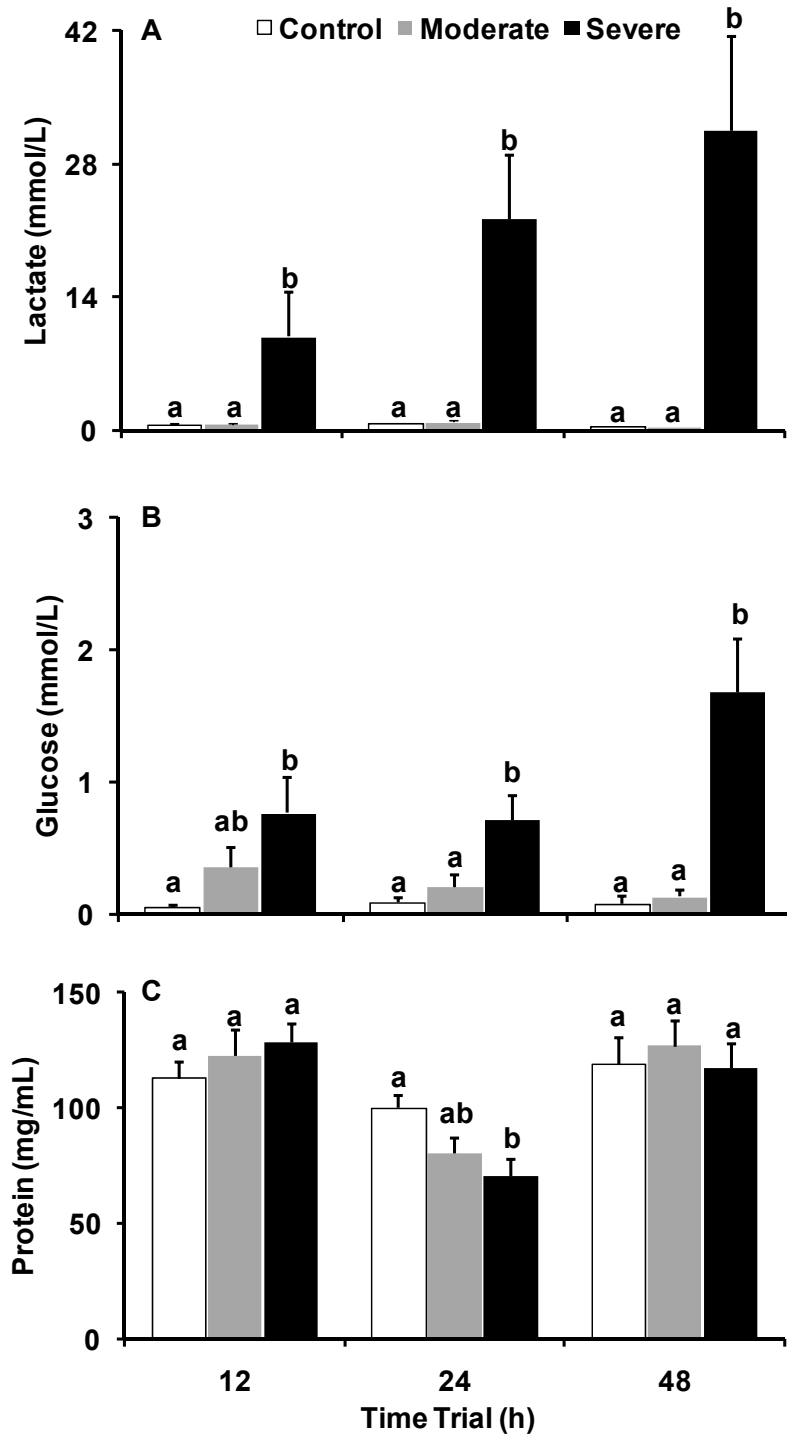 A
Control Moderate Severe
42
28
14
0
Lactate (mmol/L)
a a b
a a b
a a b
B
3
2
1
0
Glucose (mmol/L)
a ab b
a a b
a a b
C
150
100
50
0
Protein (mg/mL)
a a a
a ab b
a a a
12 24 48
Time Trial (h)